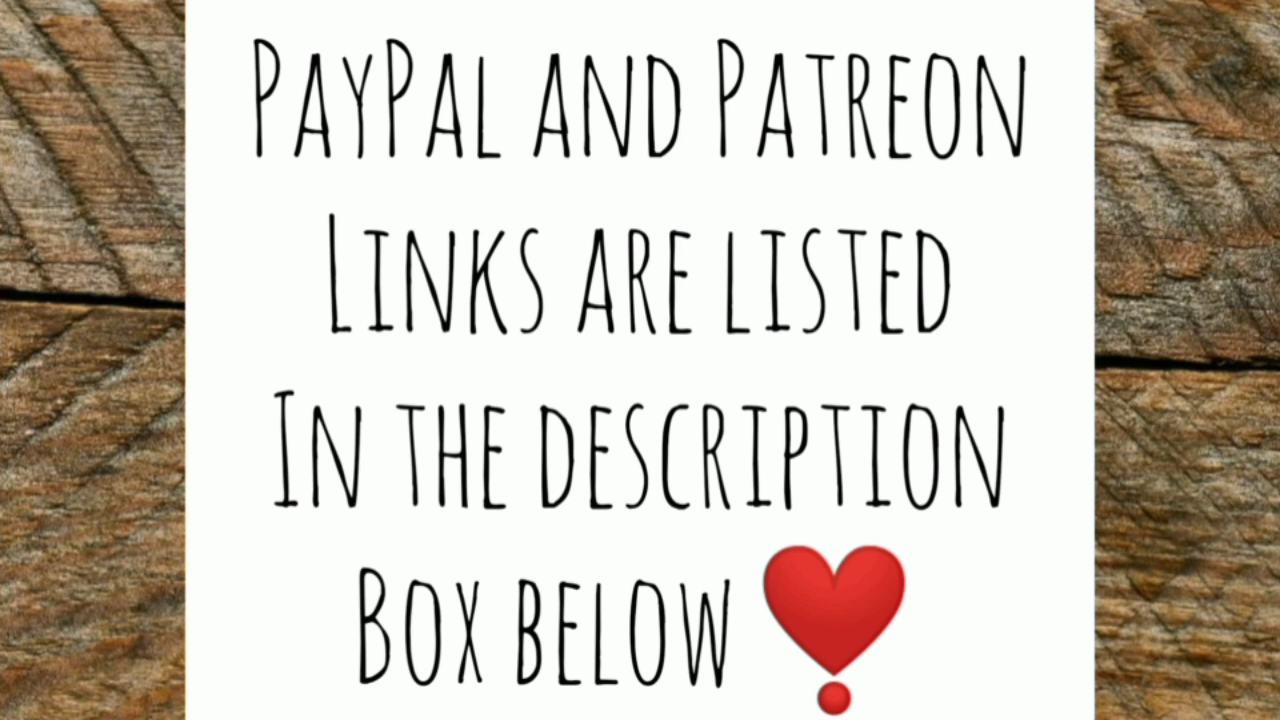 PayPal and Patreon
Links are listed
In the description
Box below ❣